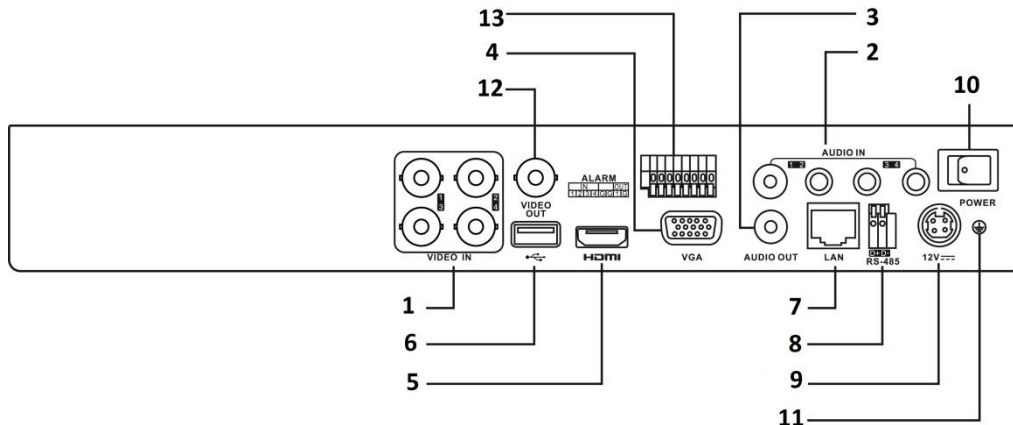 13
3
4
2
12
10
AUDIO IN
1 2
3 4
ALARM
IN
OUT
1 2 3 4 G G 1 G
VIDEO
OUT
POWER
VIDEO IN
HDMI
VGA
AUDIO OUT
LAN
D+ D-
RS-485
12V
1
7
6
8
5
9
11